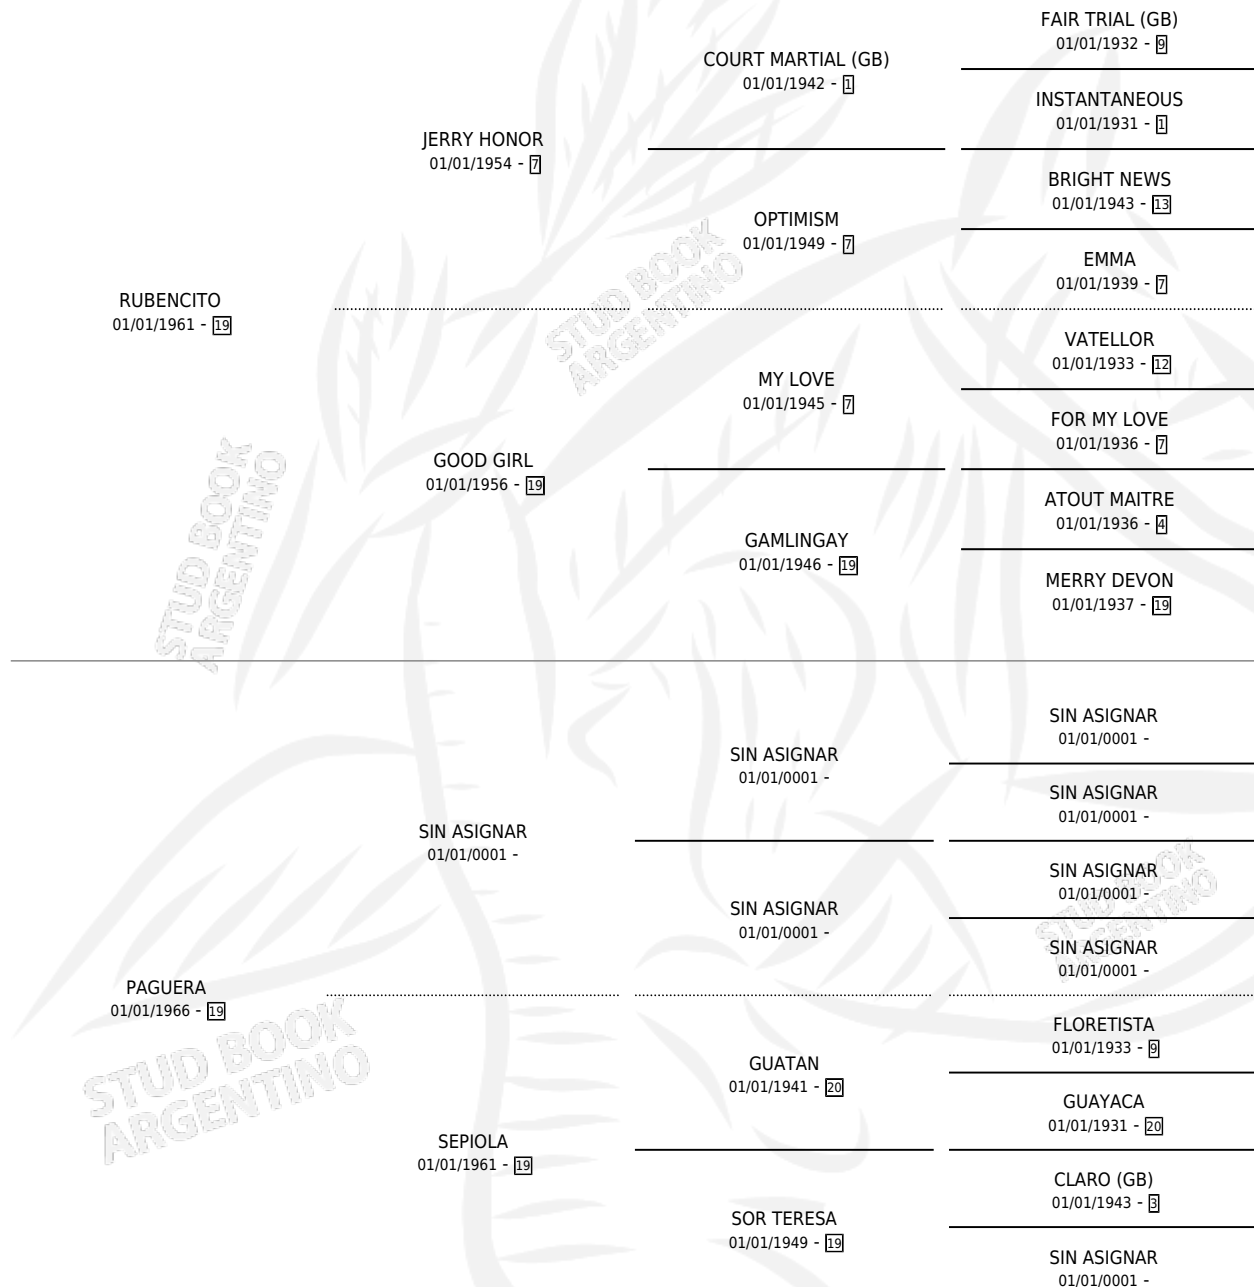 FAIR TRIAL (GB)
01/01/1932 - 9
COURT MARTIAL (GB)
01/01/1942 - 1
INSTANTANEOUS
01/01/1931 - 1
JERRY HONOR
01/01/1954 - 7
BRIGHT NEWS
01/01/1943 - 13
OPTIMISM
01/01/1949 - 7
EMMA
01/01/1939 - 7
RUBENCITO
01/01/1961 - 19
STUD BOOK
ARGENTINO
VATELLOR
01/01/1933 - 12
MY LOVE
01/01/1945 - 7
FOR MY LOVE
01/01/1936 - 7
GOOD GIRL
01/01/1956 - 19
ATOUT MAITRE
01/01/1936 - 4
GAMLINGAY
01/01/1946 - 19
MERRY DEVON
01/01/1937 - 19
STUD BOOK
ARGENTINO
SIN ASIGNAR
01/01/0001 -
SIN ASIGNAR
01/01/0001 -
SIN ASIGNAR
01/01/0001 -
SIN ASIGNAR
01/01/0001 -
SIN ASIGNAR
01/01/0001 -
SIN ASIGNAR
01/01/0001 -
SIN ASIGNAR
01/01/0001 -
STUD BOOK
ARGENTINO
PAGUERA
01/01/1966 - 19
FLORETISTA
01/01/1933 - 9
GUATAN
01/01/1941 - 20
GUAYACA
01/01/1931 - 20
STUD BOOK
ARGENTINO
SEPIOLA
01/01/1961 - 19
CLARO (GB)
01/01/1943 - 3
SOR TERESA
01/01/1949 - 19
SIN ASIGNAR
01/01/0001 -